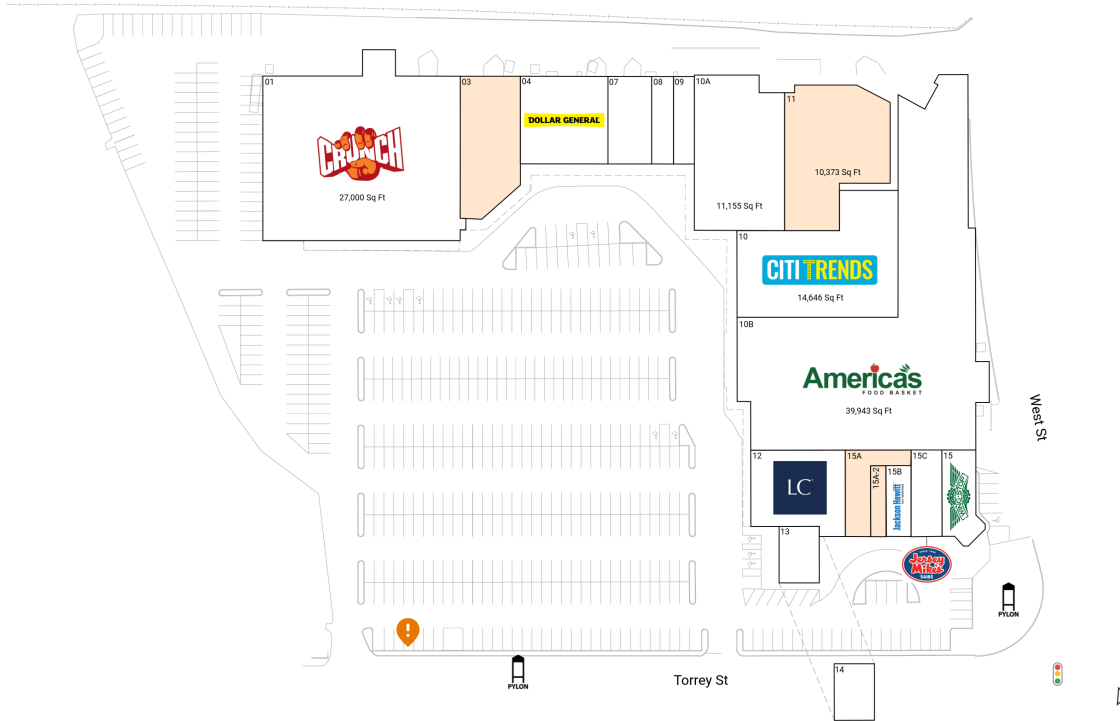 01
03
04
07
08
09
10A
11
CRUNCH
DOLLAR GENERAL
27,000 Sq Ft
11,155 Sq Ft
10,373 Sq Ft
10
CITI TRENDS
14,646 Sq Ft
10B
America's
FOOD BASKET
39,943 Sq Ft
West St
12
15A
15A-2
15B
15C
15
LC
Jackson Hewitt
WINGSTOP
13
Jersey
Mike's
SUBS
PYLON
!
PYLON
Torrey St
14